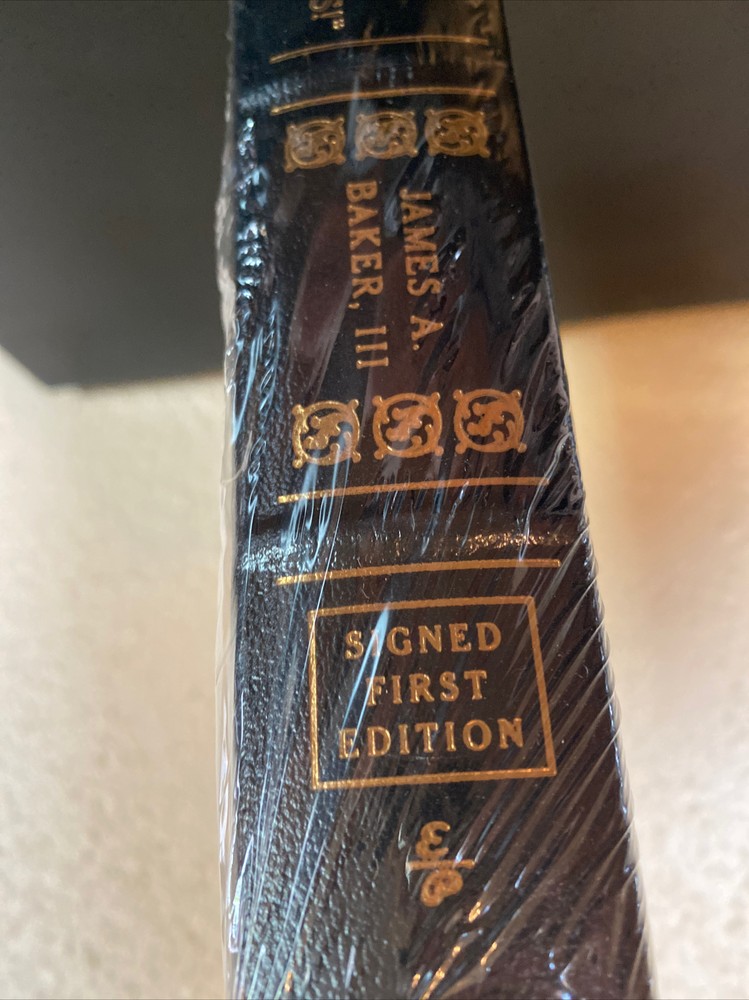 JAMES A.
BAKER, III
SIGNED
FIRST
EDITION